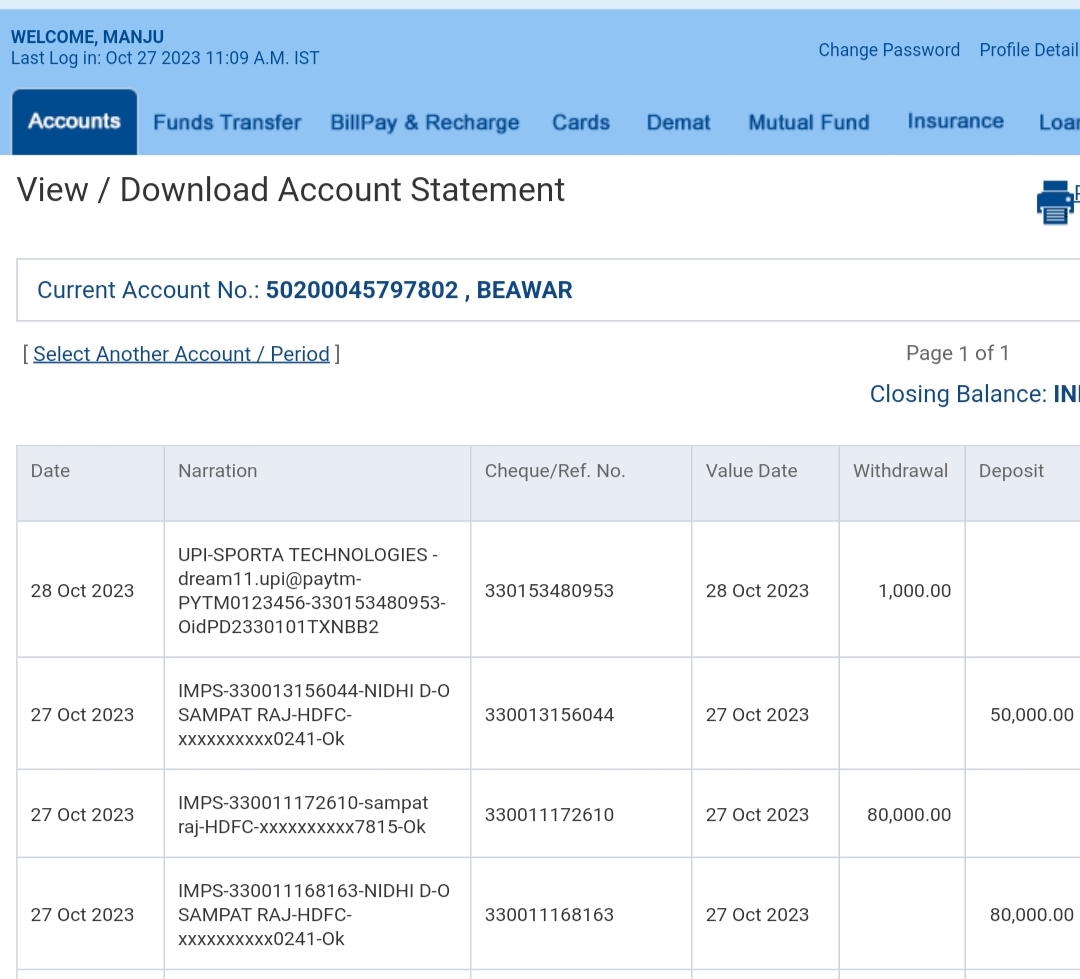 WELCOME, MANJU
Last Log in: Oct 27 2023 11:09 A.M. IST
Change Password Profile Detail
Accounts Funds Transfer BillPay & Recharge Cards Demat Mutual Fund Insurance Loan
View / Download Account Statement
Current Account No.: 50200045797802 , BEAWAR
[ Select Another Account / Period ]
Page 1 of 1
Closing Balance:
Date Narration Cheque/Ref. No. Value Date Withdrawal Deposit
UPI-SPORTA TECHNOLOGIES -
dream11.upi@paytm-
28 Oct 2023 PYTM0123456-330153480953- 330153480953 28 Oct 2023 1,000.00
OidPD2330101TXNBB2
IMPS-330013156044-NIDHI D-O
27 Oct 2023 SAMPAT RAJ-HDFC- 330013156044 27 Oct 2023 50,000.00
xxxxxxxxxx0241-Ok
IMPS-330011172610-sampat
27 Oct 2023 raj-HDFC-xxxxxxxxxx7815-Ok 330011172610 27 Oct 2023 80,000.00
IMPS-330011168163-NIDHI D-O
27 Oct 2023 SAMPAT RAJ-HDFC- 330011168163 27 Oct 2023 80,000.00
xxxxxxxxxx0241-Ok